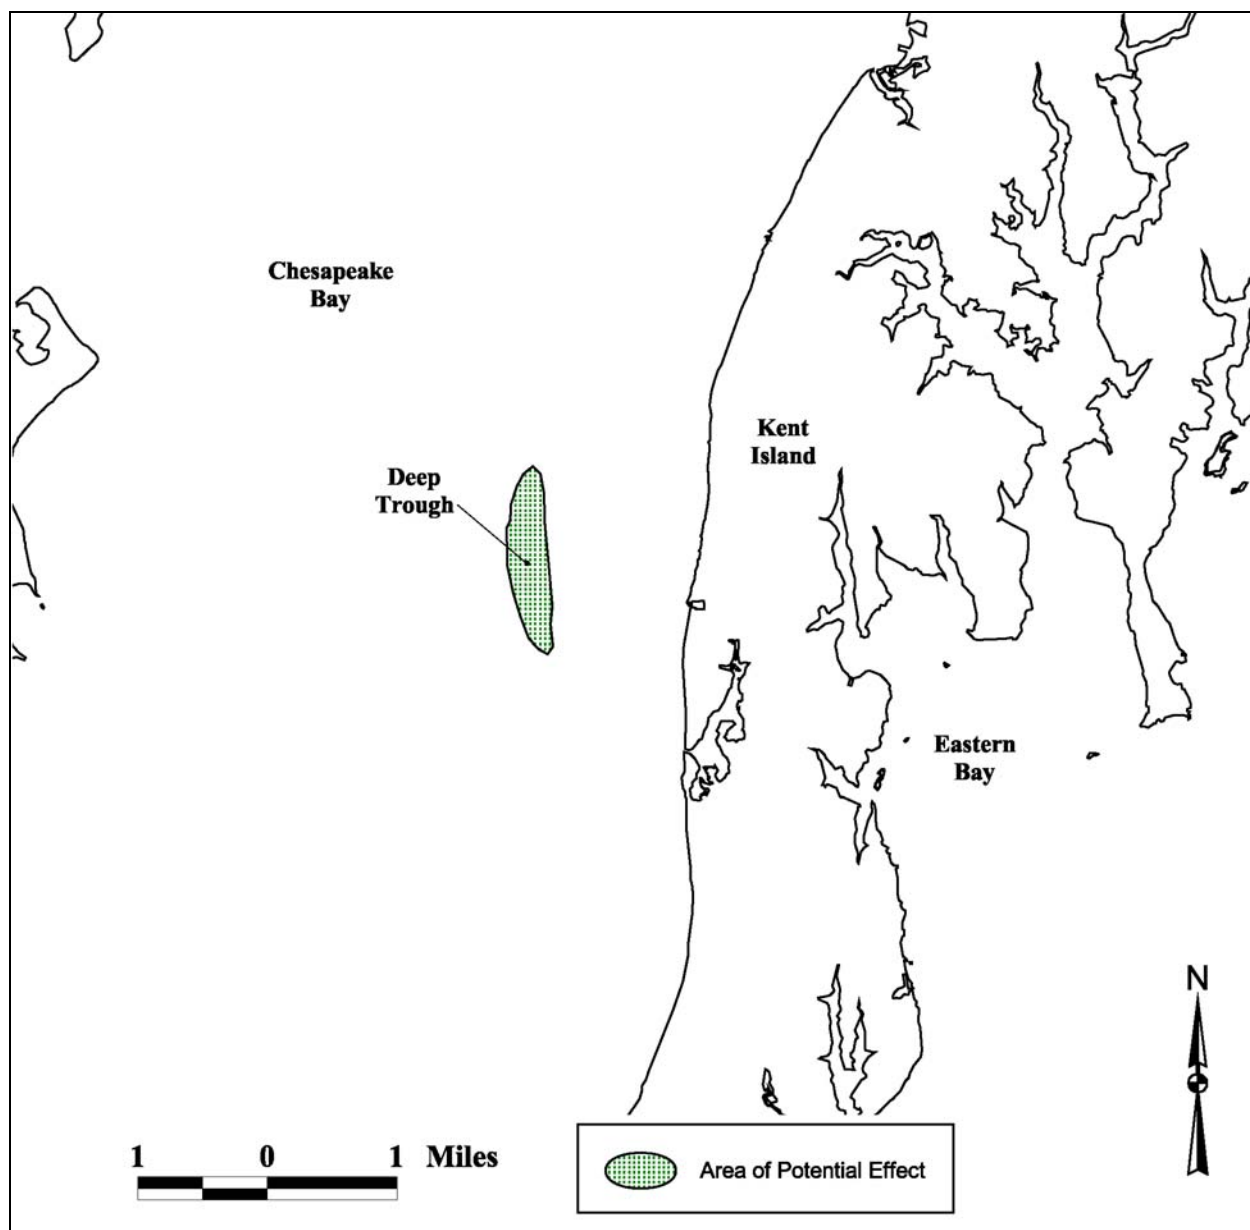 Chesapeake
Bay
Kent
Island
Deep
Trough
Eastern
Bay
N
1 0 1 Miles
Area of Potential Effect